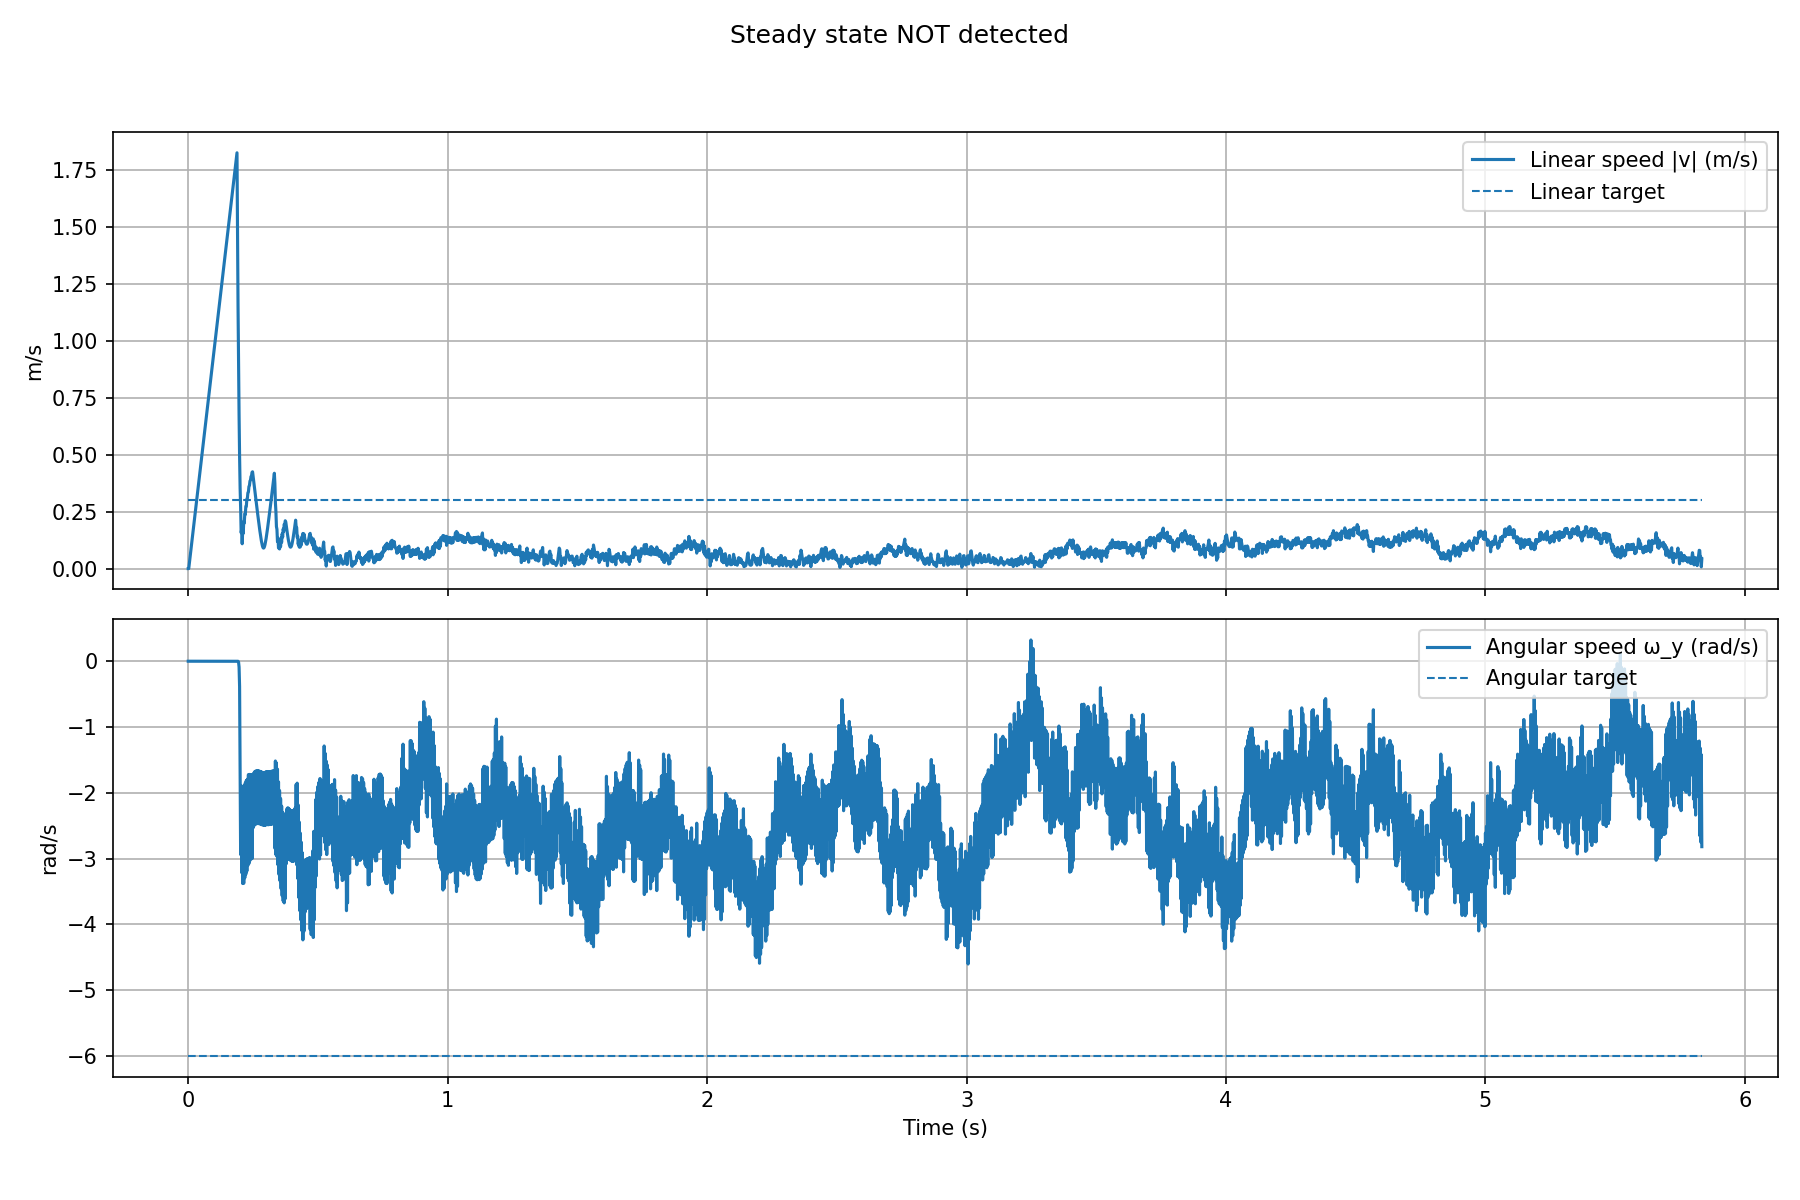 Steady state NOT detected
1.75
1.50
1.25
1.00
0.75
0.50
0.25
0.00
m/s
Linear speed |v| (m/s)
Linear target
0
−1
−2
−3
−4
−5
−6
rad/s
Angular speed ω_y (rad/s)
Angular target
0 1 2 3 4 5 6
Time (s)